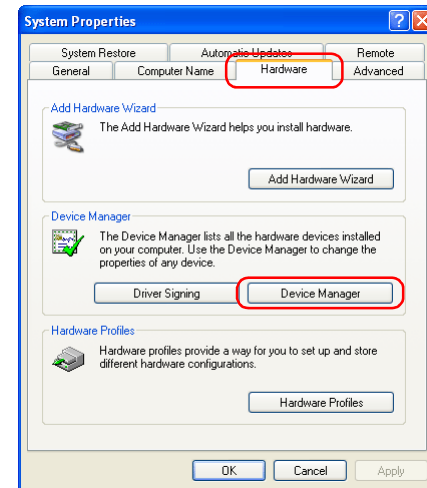 System Properties
System Restore Automatic Updates Remote
General Computer Name Hardware Advanced
Add Hardware Wizard
The Add Hardware Wizard helps you install hardware.
Add Hardware Wizard
Device Manager
The Device Manager lists all the hardware devices installed
on your computer. Use the Device Manager to change the
properties of any device.
Driver Signing Device Manager
Hardware Profiles
Hardware profiles provide a way for you to set up and store
different hardware configurations.
Hardware Profiles
OK Cancel Apply